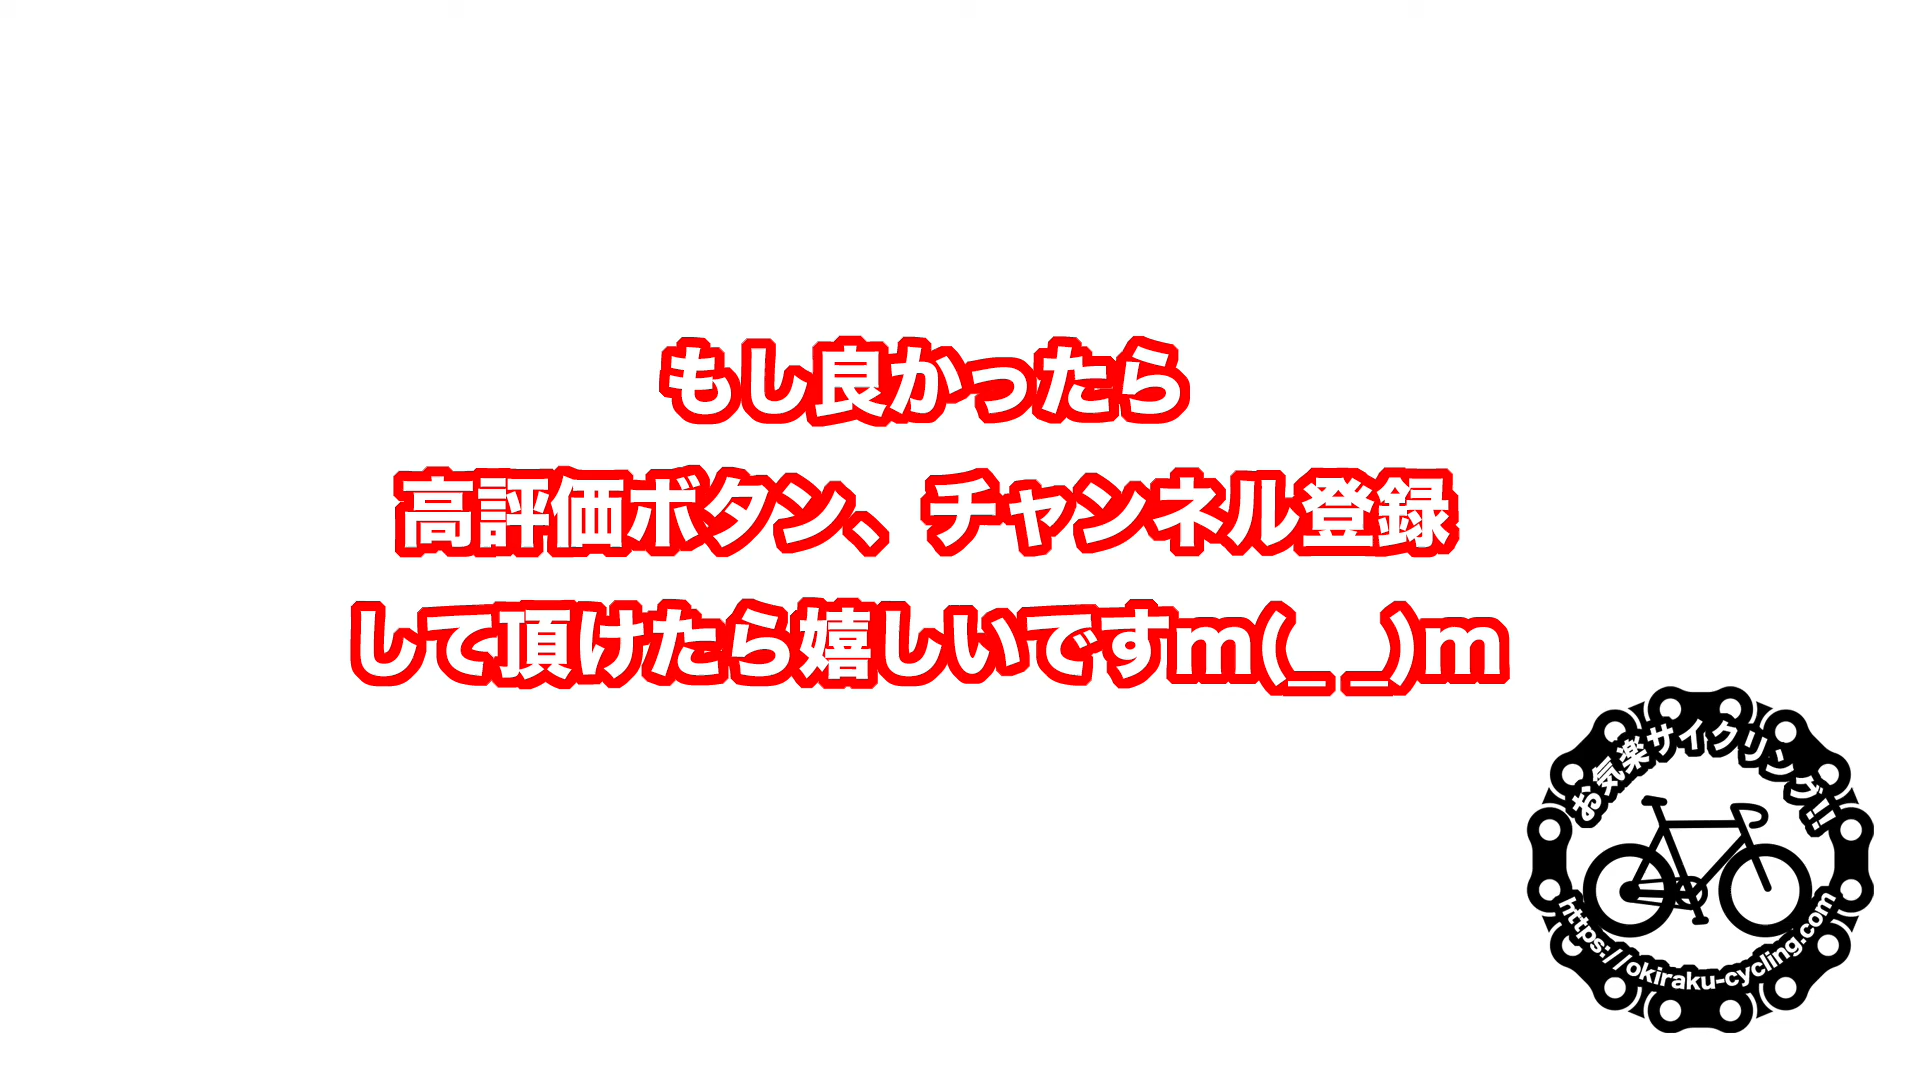 もし良かったら
高評価ボタン、チャンネル登録
して頂けたら嬉しいですm(_ _)m
お気楽サイクリング!!
https://okiraku-cycling.com